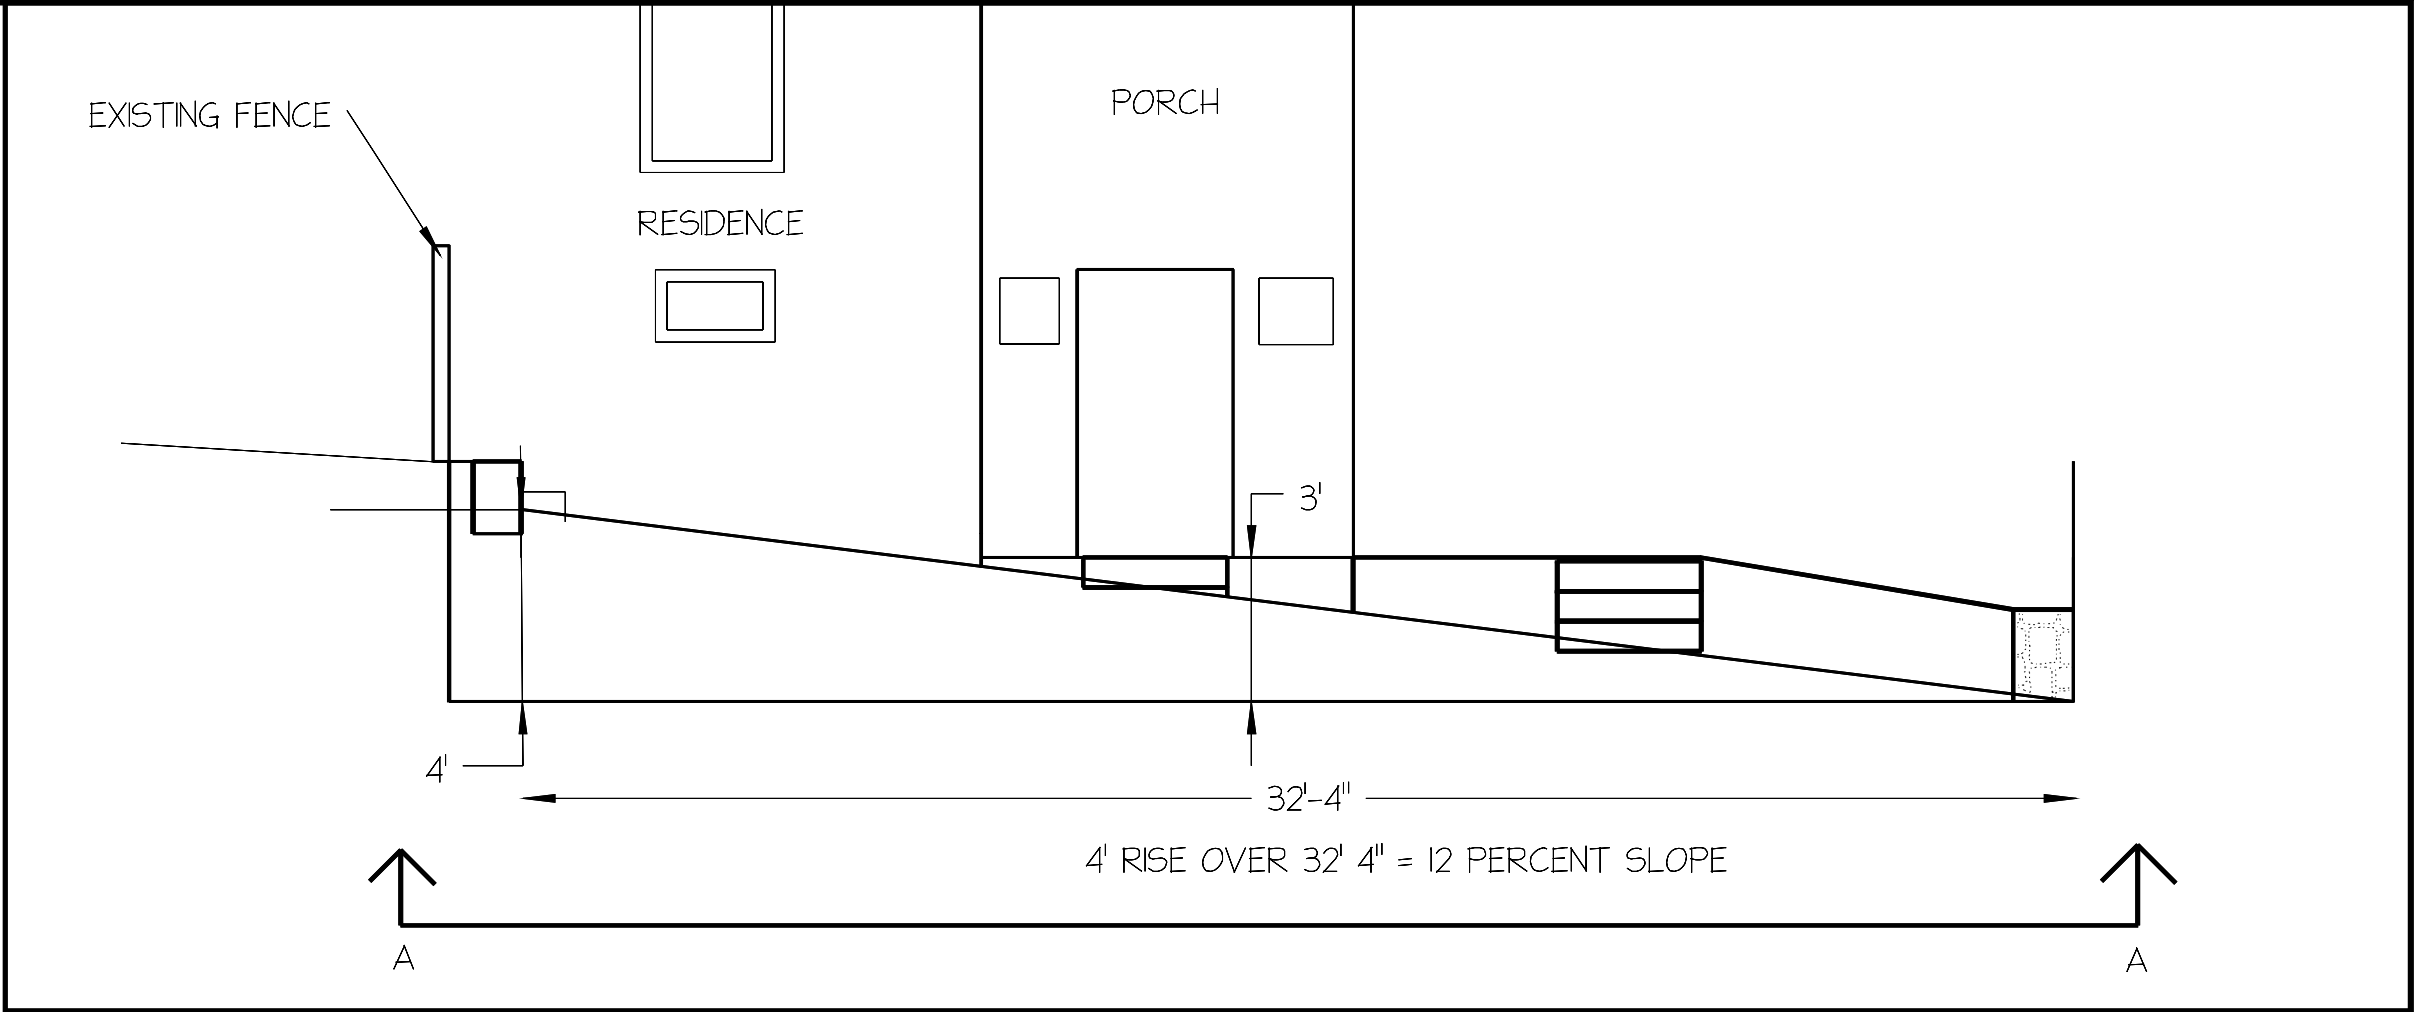 EXISTING FENCE
PORCH
RESIDENCE
3'
4'
32'-4"
4' RISE OVER 32' 4" = 12 PERCENT SLOPE
A
A